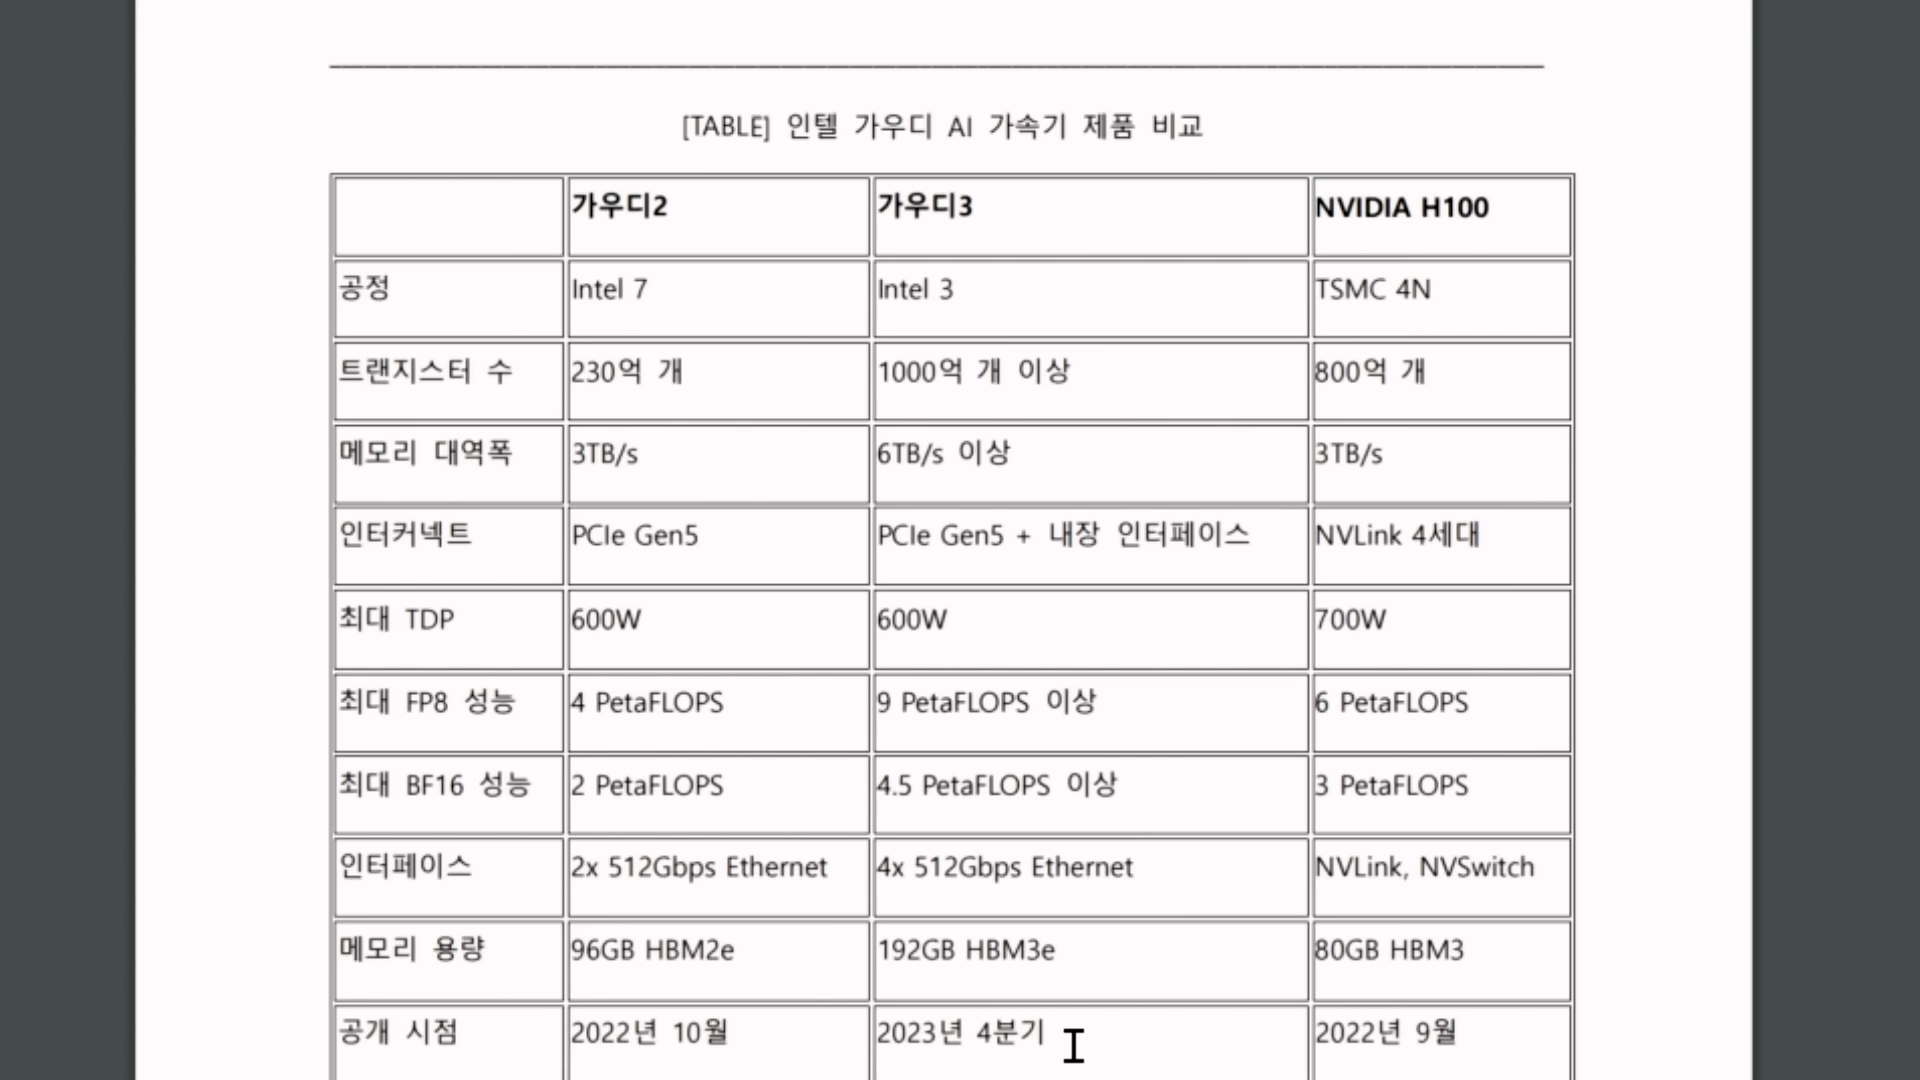 [TABLE] 인텔 가우디 AI 가속기 제품 비교
가우디2 가우디3 NVIDIA H100
공정 Intel 7 Intel 3 TSMC 4N
트랜지스터 수 230억 개 1000억 개 이상 800억 개
메모리 대역폭 3TB/s 6TB/s 이상 3TB/s
인터커넥트 PCIe Gen5 PCIe Gen5 + 내장 인터페이스 NVLink 4세대
최대 TDP 600W 600W 700W
최대 FP8 성능 4 PetaFLOPS 9 PetaFLOPS 이상 6 PetaFLOPS
최대 BF16 성능 2 PetaFLOPS 4.5 PetaFLOPS 이상 3 PetaFLOPS
인터페이스 2x 512Gbps Ethernet 4x 512Gbps Ethernet NVLink, NVSwitch
메모리 용량 96GB HBM2e 192GB HBM3e 80GB HBM3
공개 시점 2022년 10월 2023년 4분기 2022년 9월